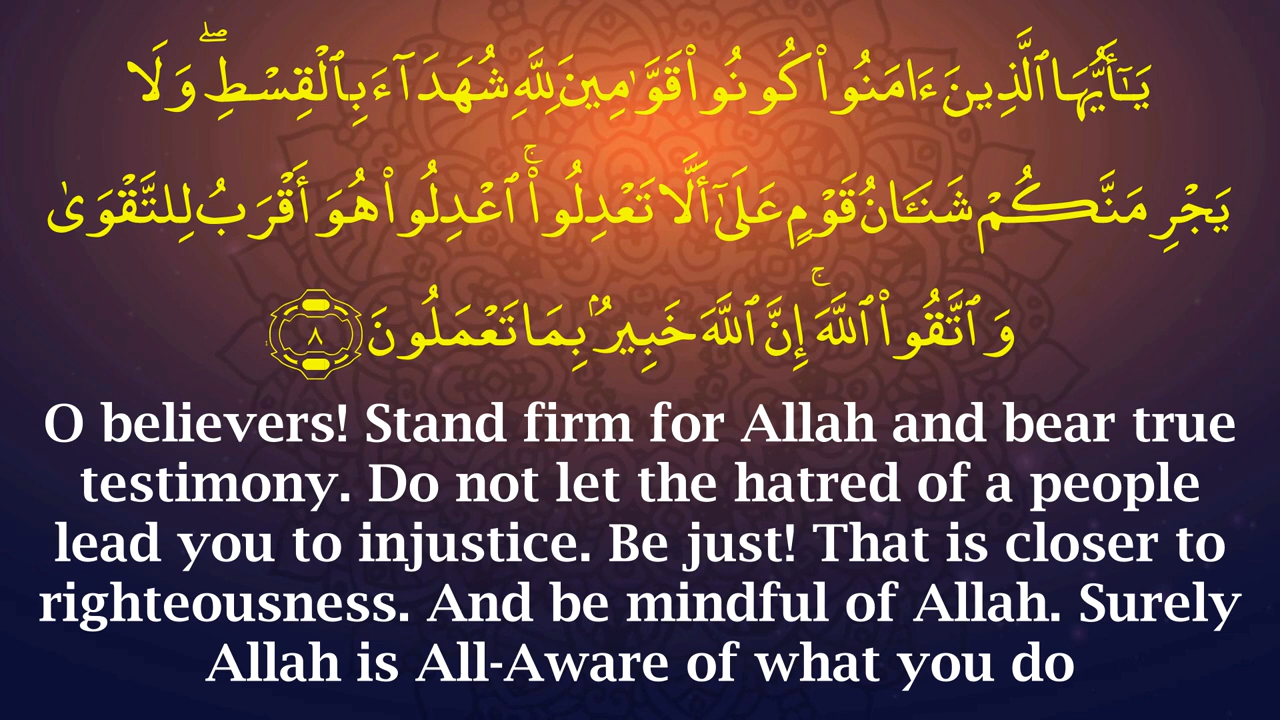 يَـٰٓأَيُّهَا ٱلَّذِينَ ءَامَنُوا۟ كُونُوا۟ قَوَّٰمِينَ لِلَّهِ شُهَدَآءَ بِٱلْقِسْطِ ۖ وَلَا
يَجْرِمَنَّكُمْ شَنَـَٔانُ قَوْمٍ عَلَىٰٓ أَلَّا تَعْدِلُوا۟ ۚ ٱعْدِلُوا۟ هُوَ أَقْرَبُ لِلتَّقْوَىٰ
وَٱتَّقُوا۟ ٱللَّهَ ۚ إِنَّ ٱللَّهَ خَبِيرٌۢ بِمَا تَعْمَلُونَ ٨
O believers! Stand firm for Allah and bear true
testimony. Do not let the hatred of a people
lead you to injustice. Be just! That is closer to
righteousness. And be mindful of Allah. Surely
Allah is All-Aware of what you do